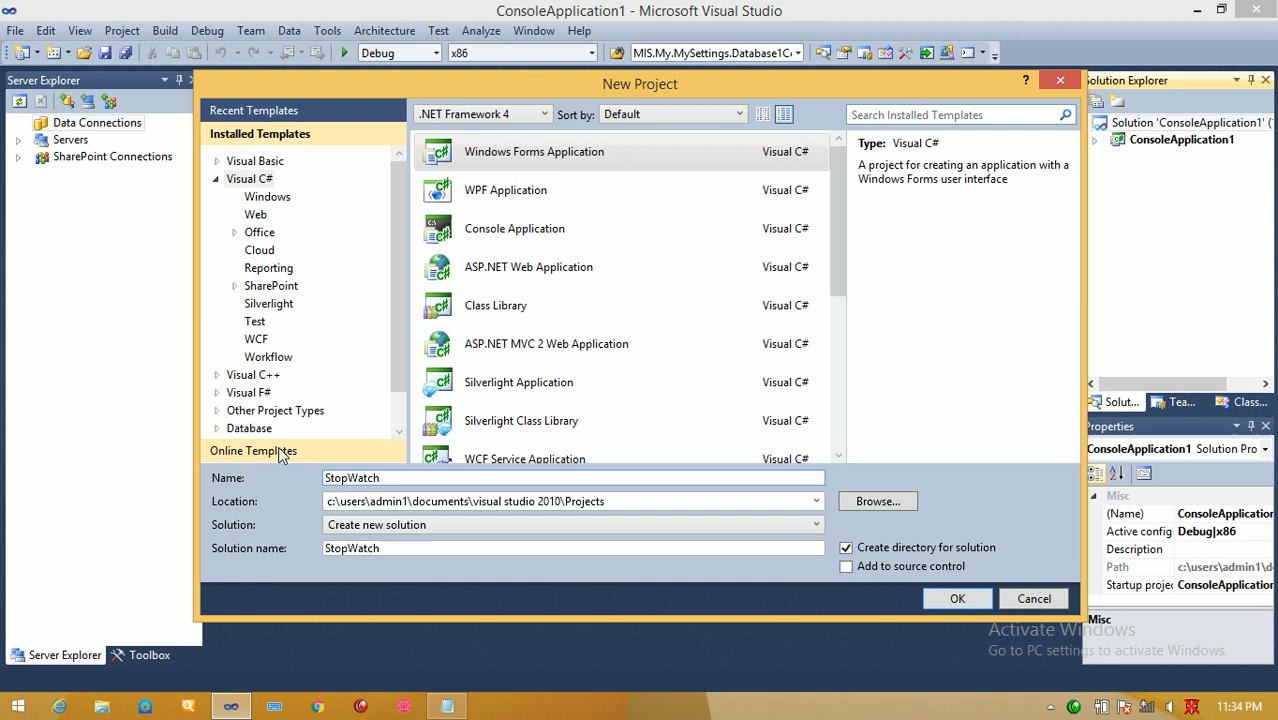 ConsoleApplication1 - Microsoft Visual Studio
File Edit View Project Build Debug Team Data Tools Architecture Test Analyze Window Help
Debug x86 MIS.My.MySettings.Database1C
Server Explorer
Data Connections
Servers
SharePoint Connections
New Project
?
Recent Templates
Installed Templates
Visual Basic
Visual C#
Windows
Web
Office
Cloud
Reporting
SharePoint
Silverlight
Test
WCF
Workflow
Visual C++
Visual F#
Other Project Types
Database
Online Templates
.NET Framework 4 Sort by: Default
Search Installed Templates
Windows Forms Application Visual C#
WPF Application Visual C#
Console Application Visual C#
ASP.NET Web Application Visual C#
Class Library Visual C#
ASP.NET MVC 2 Web Application Visual C#
Silverlight Application Visual C#
Silverlight Class Library Visual C#
WCF Service Application Visual C#
Type: Visual C#
A project for creating an application with a
Windows Forms user interface
Name: StopWatch
Location: c:\users\admin1\documents\visual studio 2010\Projects Browse...
Solution: Create new solution
Solution name: StopWatch
Create directory for solution
Add to source control
OK Cancel
Solution Explorer
Solution 'ConsoleApplication1' (
ConsoleApplication1
Solut... Tea... Class...
Properties
ConsoleApplication1 Solution Pro
Misc
(Name) ConsoleApplication
Active config Debug|x86
Description
Path c:\users\admin1\d
Startup projec ConsoleApplication
Misc
Activate Windows
Go to PC settings to activate Windows.
Server Explorer Toolbox
11:34 PM